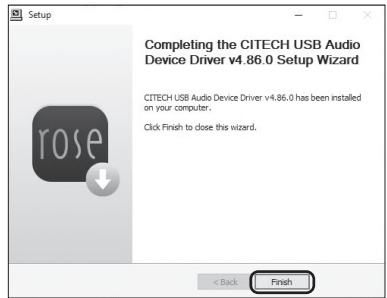 Setup
Completing the CITECH USB Audio
Device Driver v4.86.0 Setup Wizard
CITECH USB Audio Device Driver v4.86.0 has been installed
on your computer.
Click Finish to close this wizard.
rose
< Back
Finish